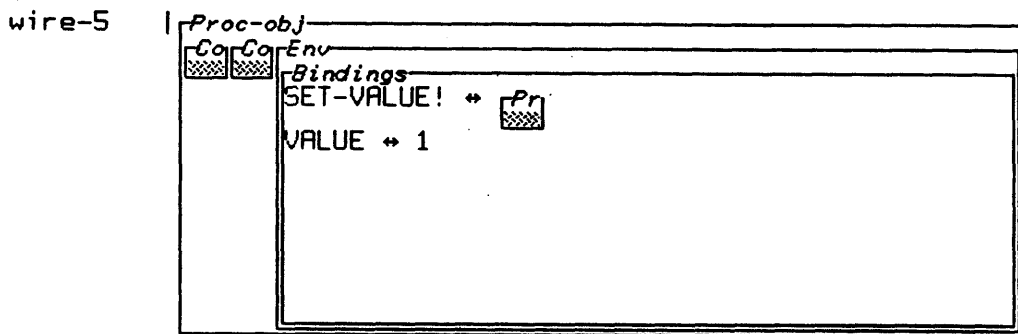 wire-5 Proc-obj
Co Co Env
Bindings
SET-VALUE! ↔ Pr
VALUE ↔ 1